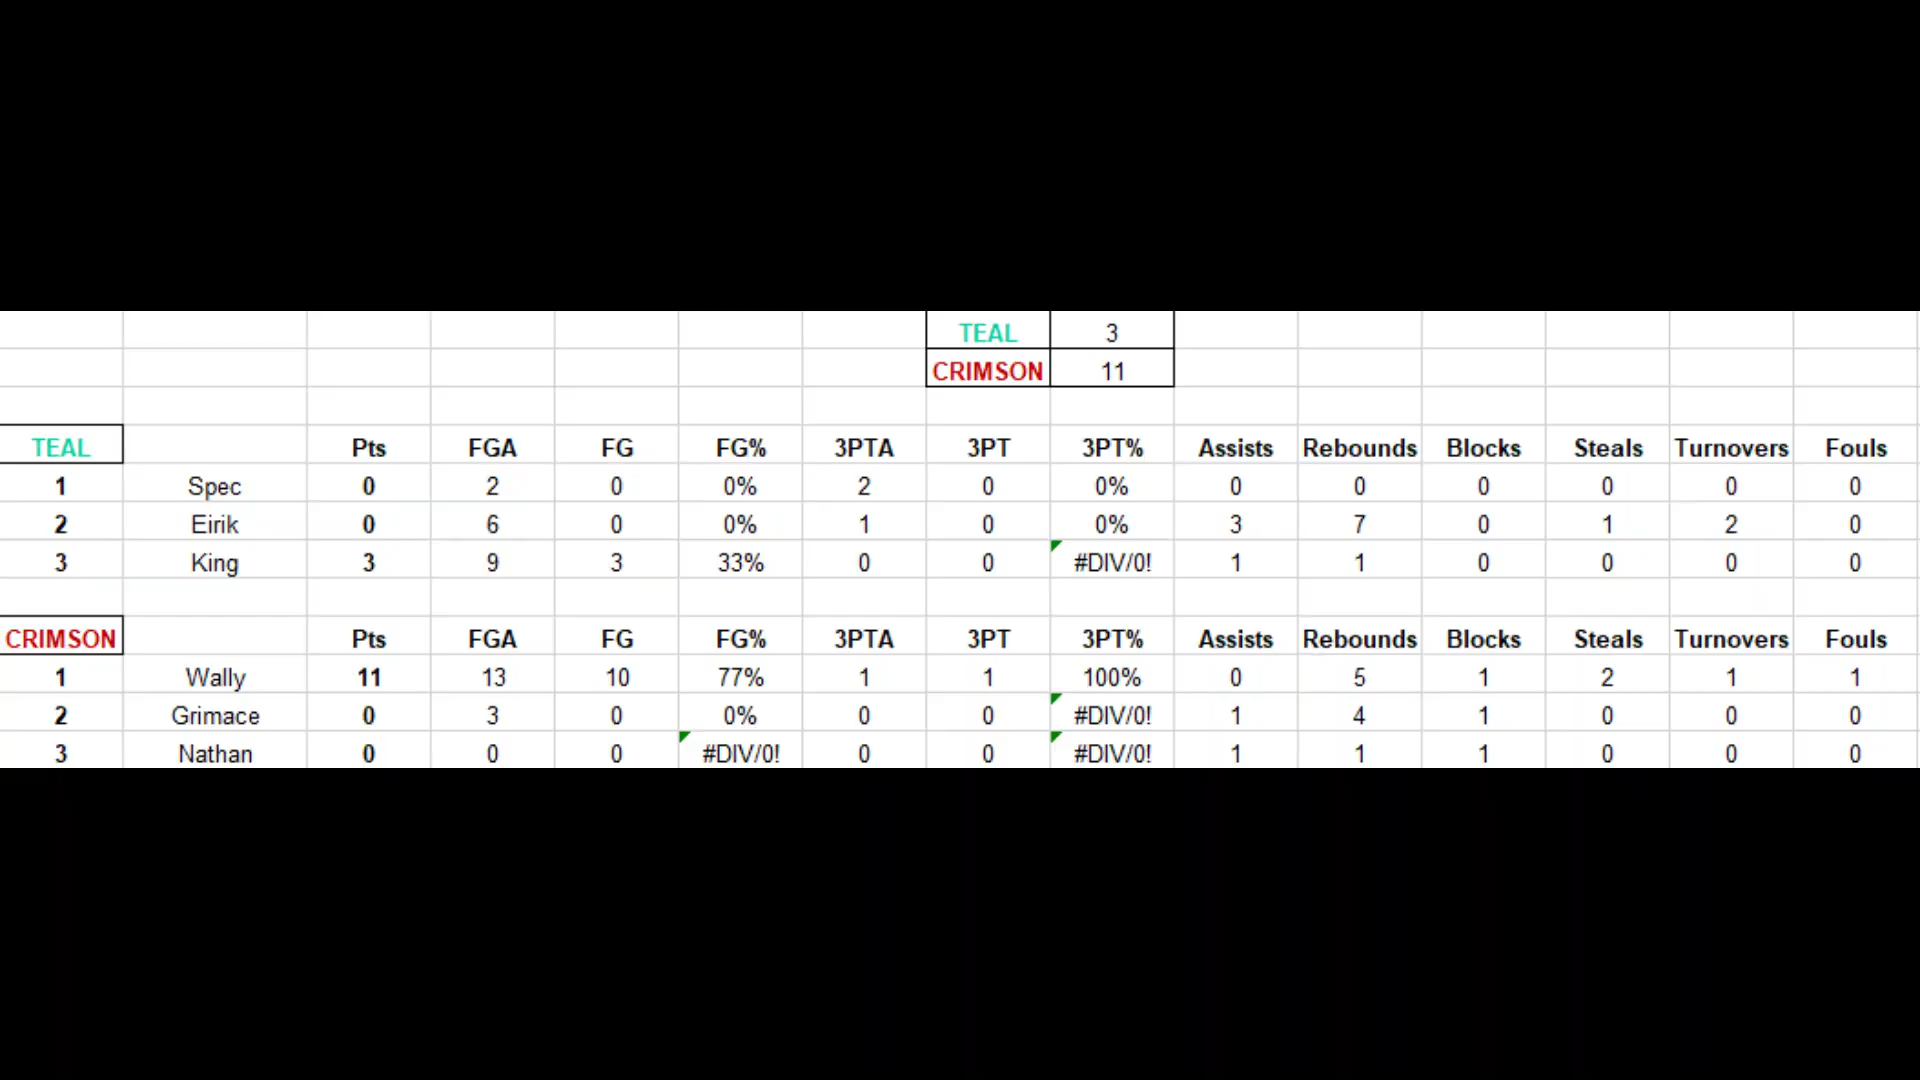 TEAL 3
CRIMSON 11
TEAL Pts FGA FG FG% 3PTA 3PT 3PT% Assists Rebounds Blocks Steals Turnovers Fouls
1 Spec 0 2 0 0% 2 0 0% 0 0 0 0 0 0
2 Eirik 0 6 0 0% 1 0 0% 3 7 0 1 2 0
3 King 3 9 3 33% 0 0 #DIV/0! 1 1 0 0 0 0
CRIMSON Pts FGA FG FG% 3PTA 3PT 3PT% Assists Rebounds Blocks Steals Turnovers Fouls
1 Wally 11 13 10 77% 1 1 100% 0 5 1 2 1 1
2 Grimace 0 3 0 0% 0 0 #DIV/0! 1 4 1 0 0 0
3 Nathan 0 0 0 #DIV/0! 0 0 #DIV/0! 1 1 1 0 0 0